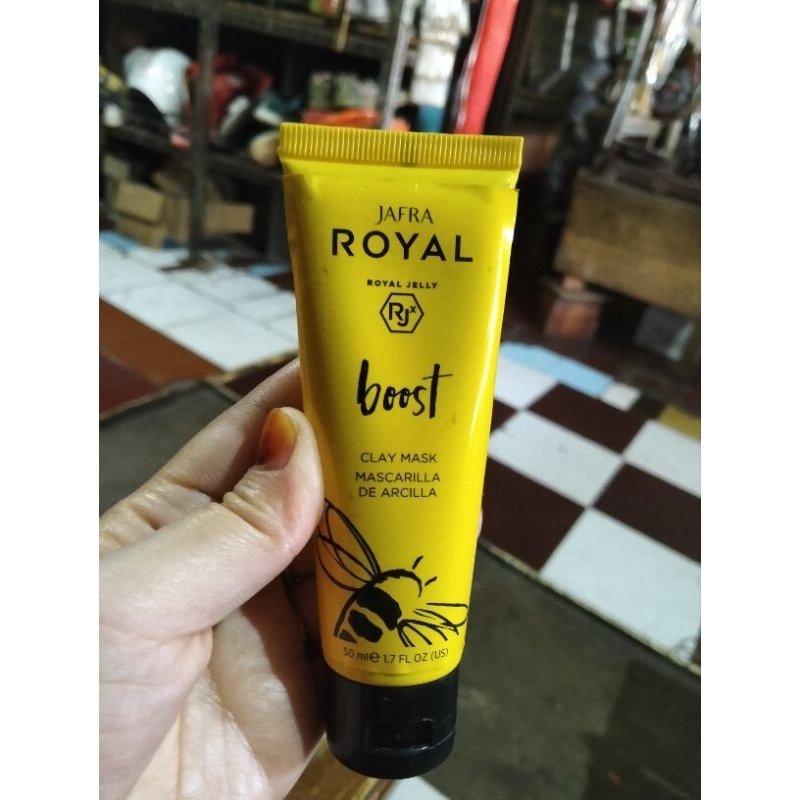 JAFRA
ROYAL
ROYAL JELLY
RJx
boost
CLAY MASK
MASCARILLA
DE ARCILLA
50 ml℮ 1.7 FL OZ (US)